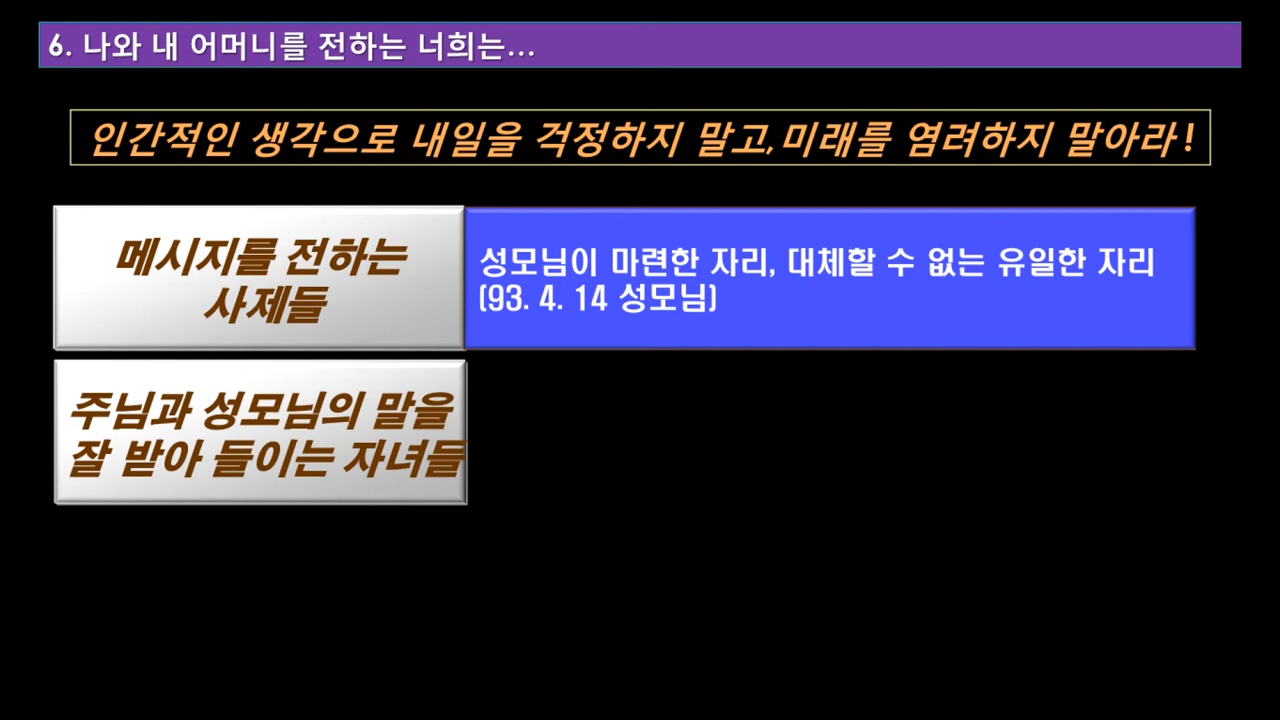 6. 나와 내 어머니를 전하는 너희는...
인간적인 생각으로 내일을 걱정하지 말고, 미래를 염려하지 말아라!
메시지를 전하는
사제들
성모님이 마련한 자리, 대체할 수 없는 유일한 자리
(93. 4. 14 성모님)
주님과 성모님의 말을
잘 받아 들이는 자녀들